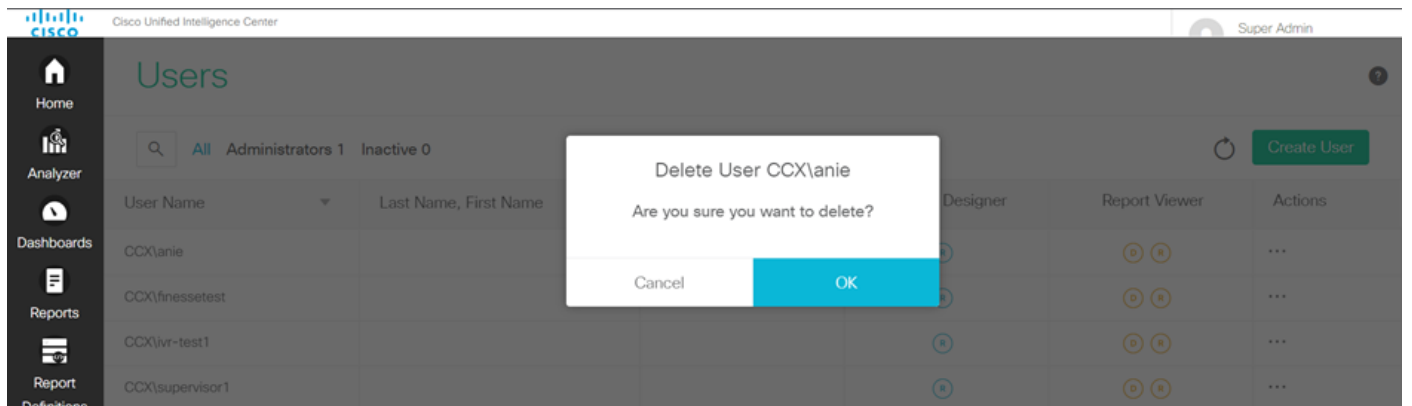 CISCO
Cisco Unified Intelligence Center
Super Admin
Home
Analyzer
Dashboards
Reports
Report
Definitions
Users
?
All Administrators 1 Inactive 0
Create User
User Name Last Name, First Name Designer Report Viewer Actions
CCX\anie R D R ...
CCX\finessetest R D R ...
CCX\ivr-test1 R D R ...
CCX\supervisor1 R D R ...
Delete User CCX\anie
Are you sure you want to delete?
Cancel OK